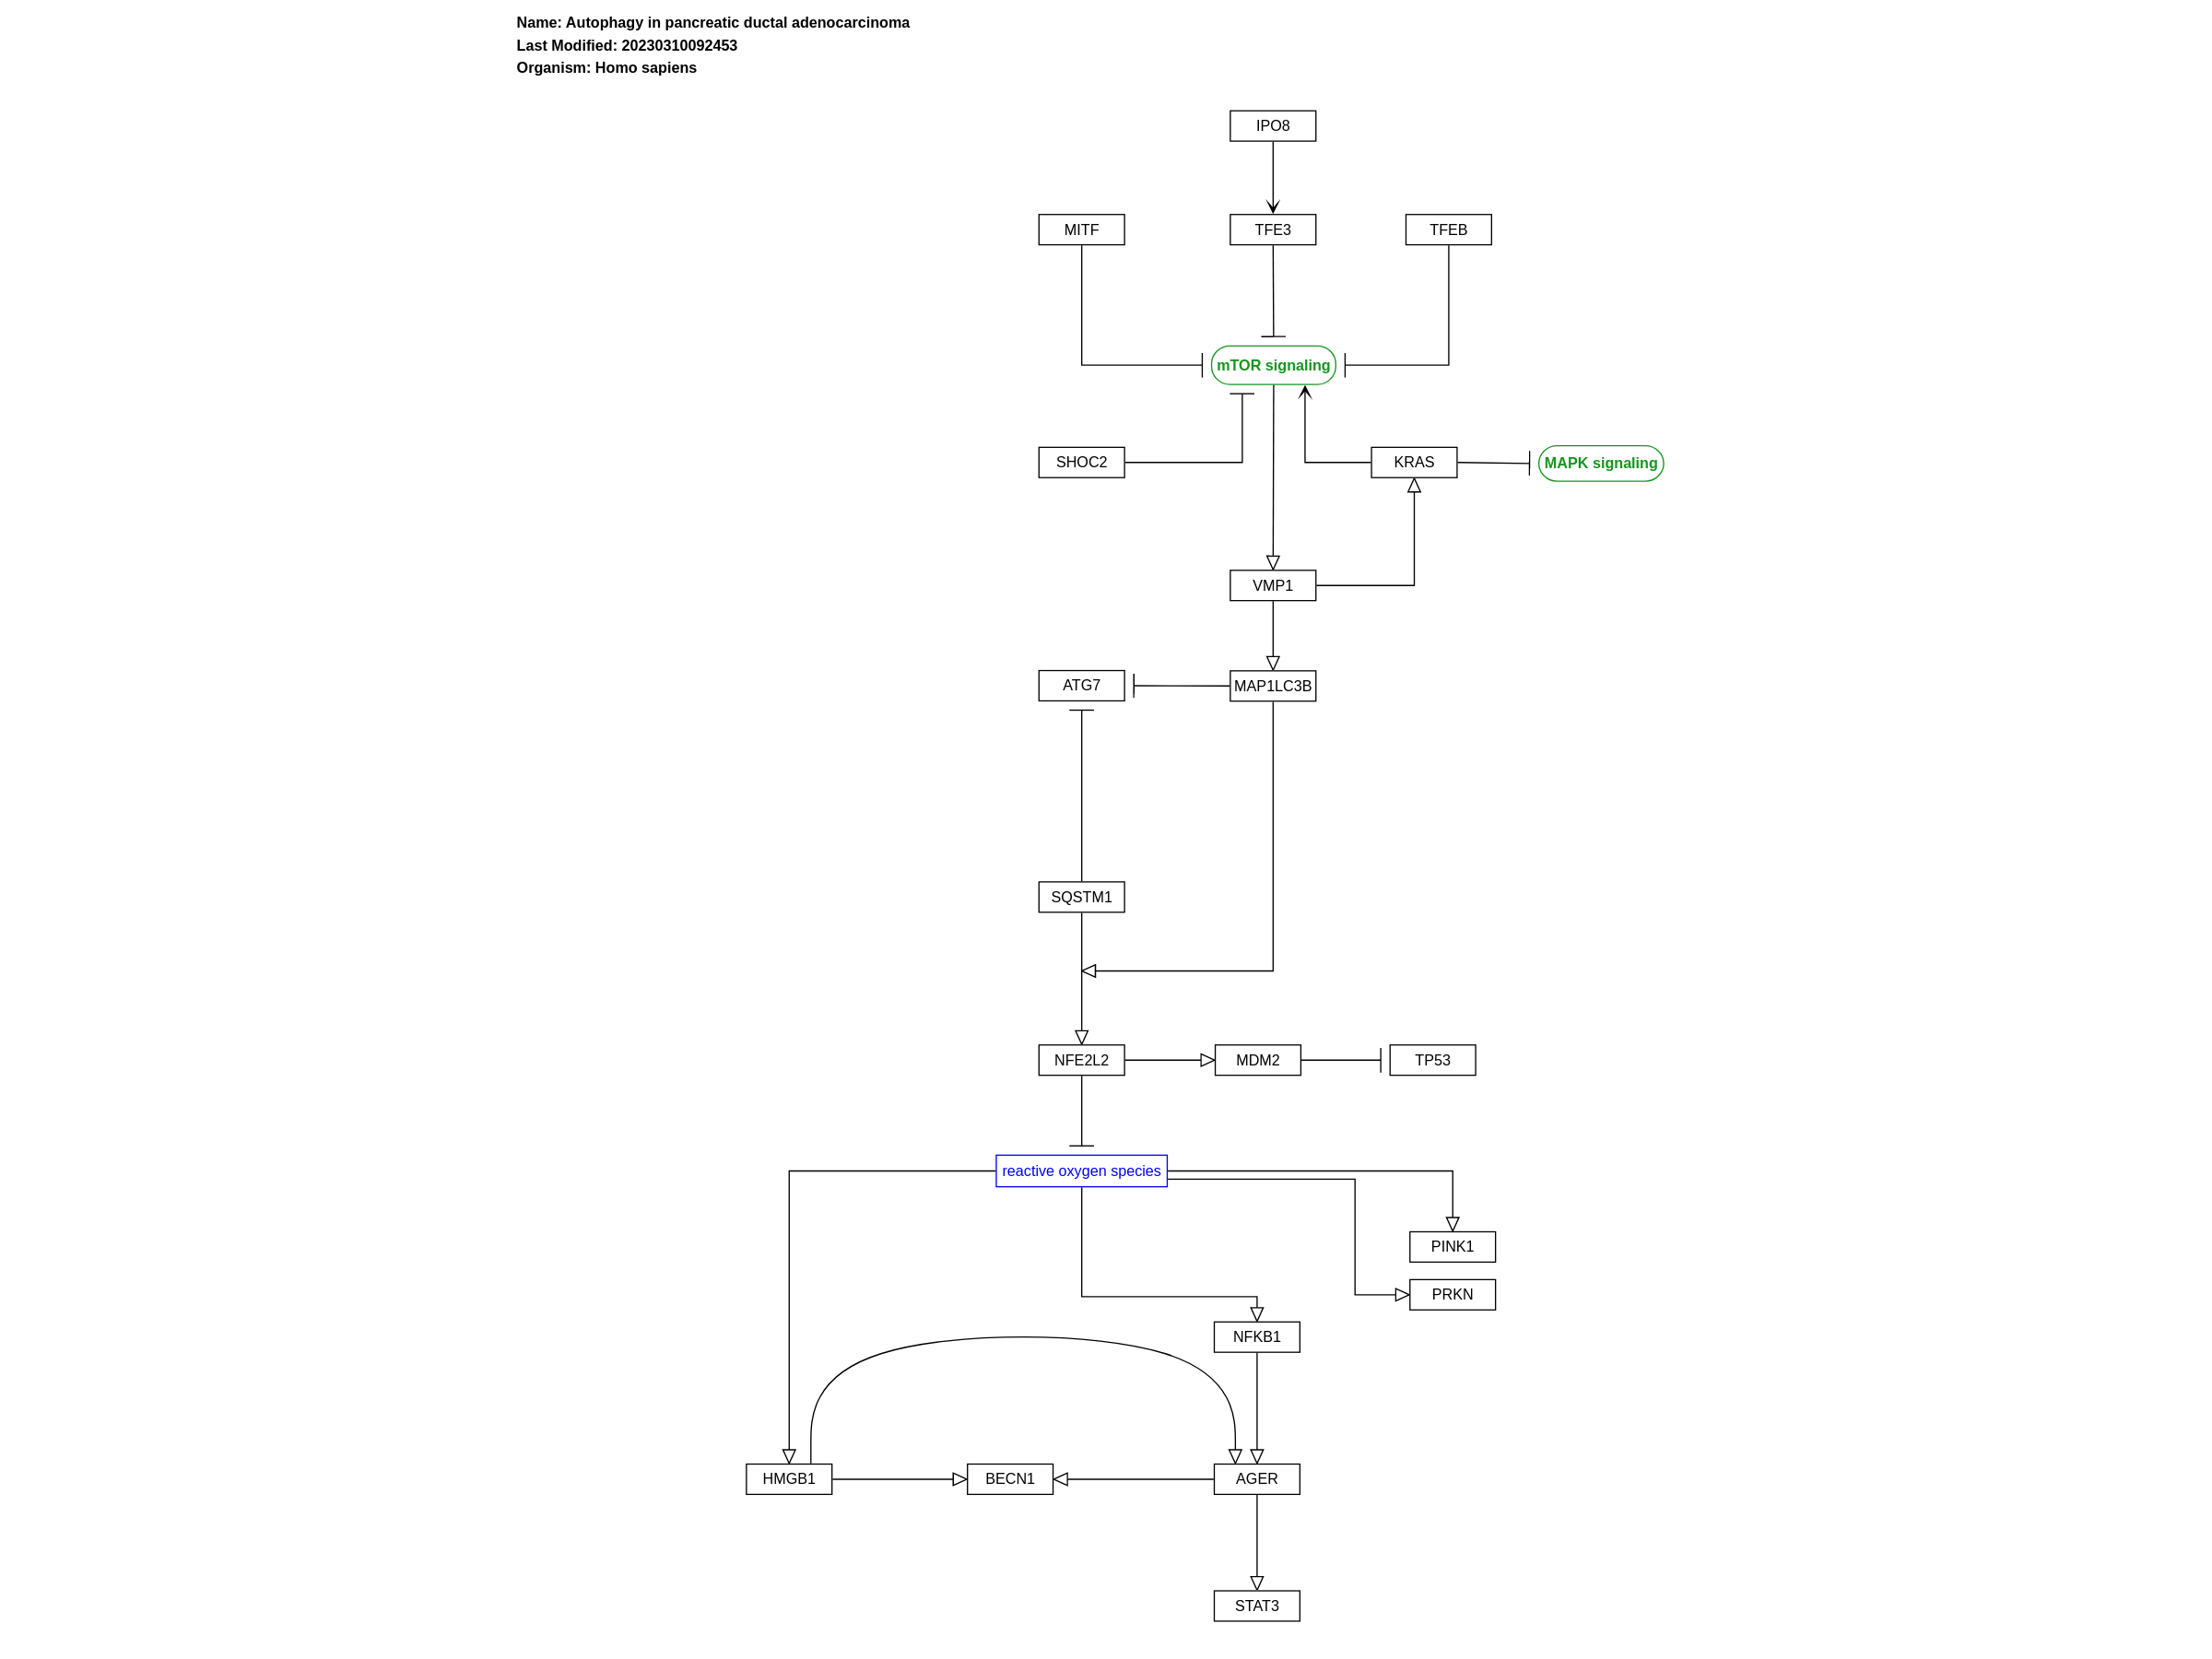 Name: Autophagy in pancreatic ductal adenocarcinoma
Last Modified: 20230310092453
Organism: Homo sapiens
IPO8
MITF
TFE3
TFEB
mTOR signaling
SHOC2
KRAS
MAPK signaling
VMP1
ATG7
MAP1LC3B
SQSTM1
NFE2L2
MDM2
TP53
reactive oxygen species
PINK1
PRKN
NFKB1
HMGB1
BECN1
AGER
STAT3